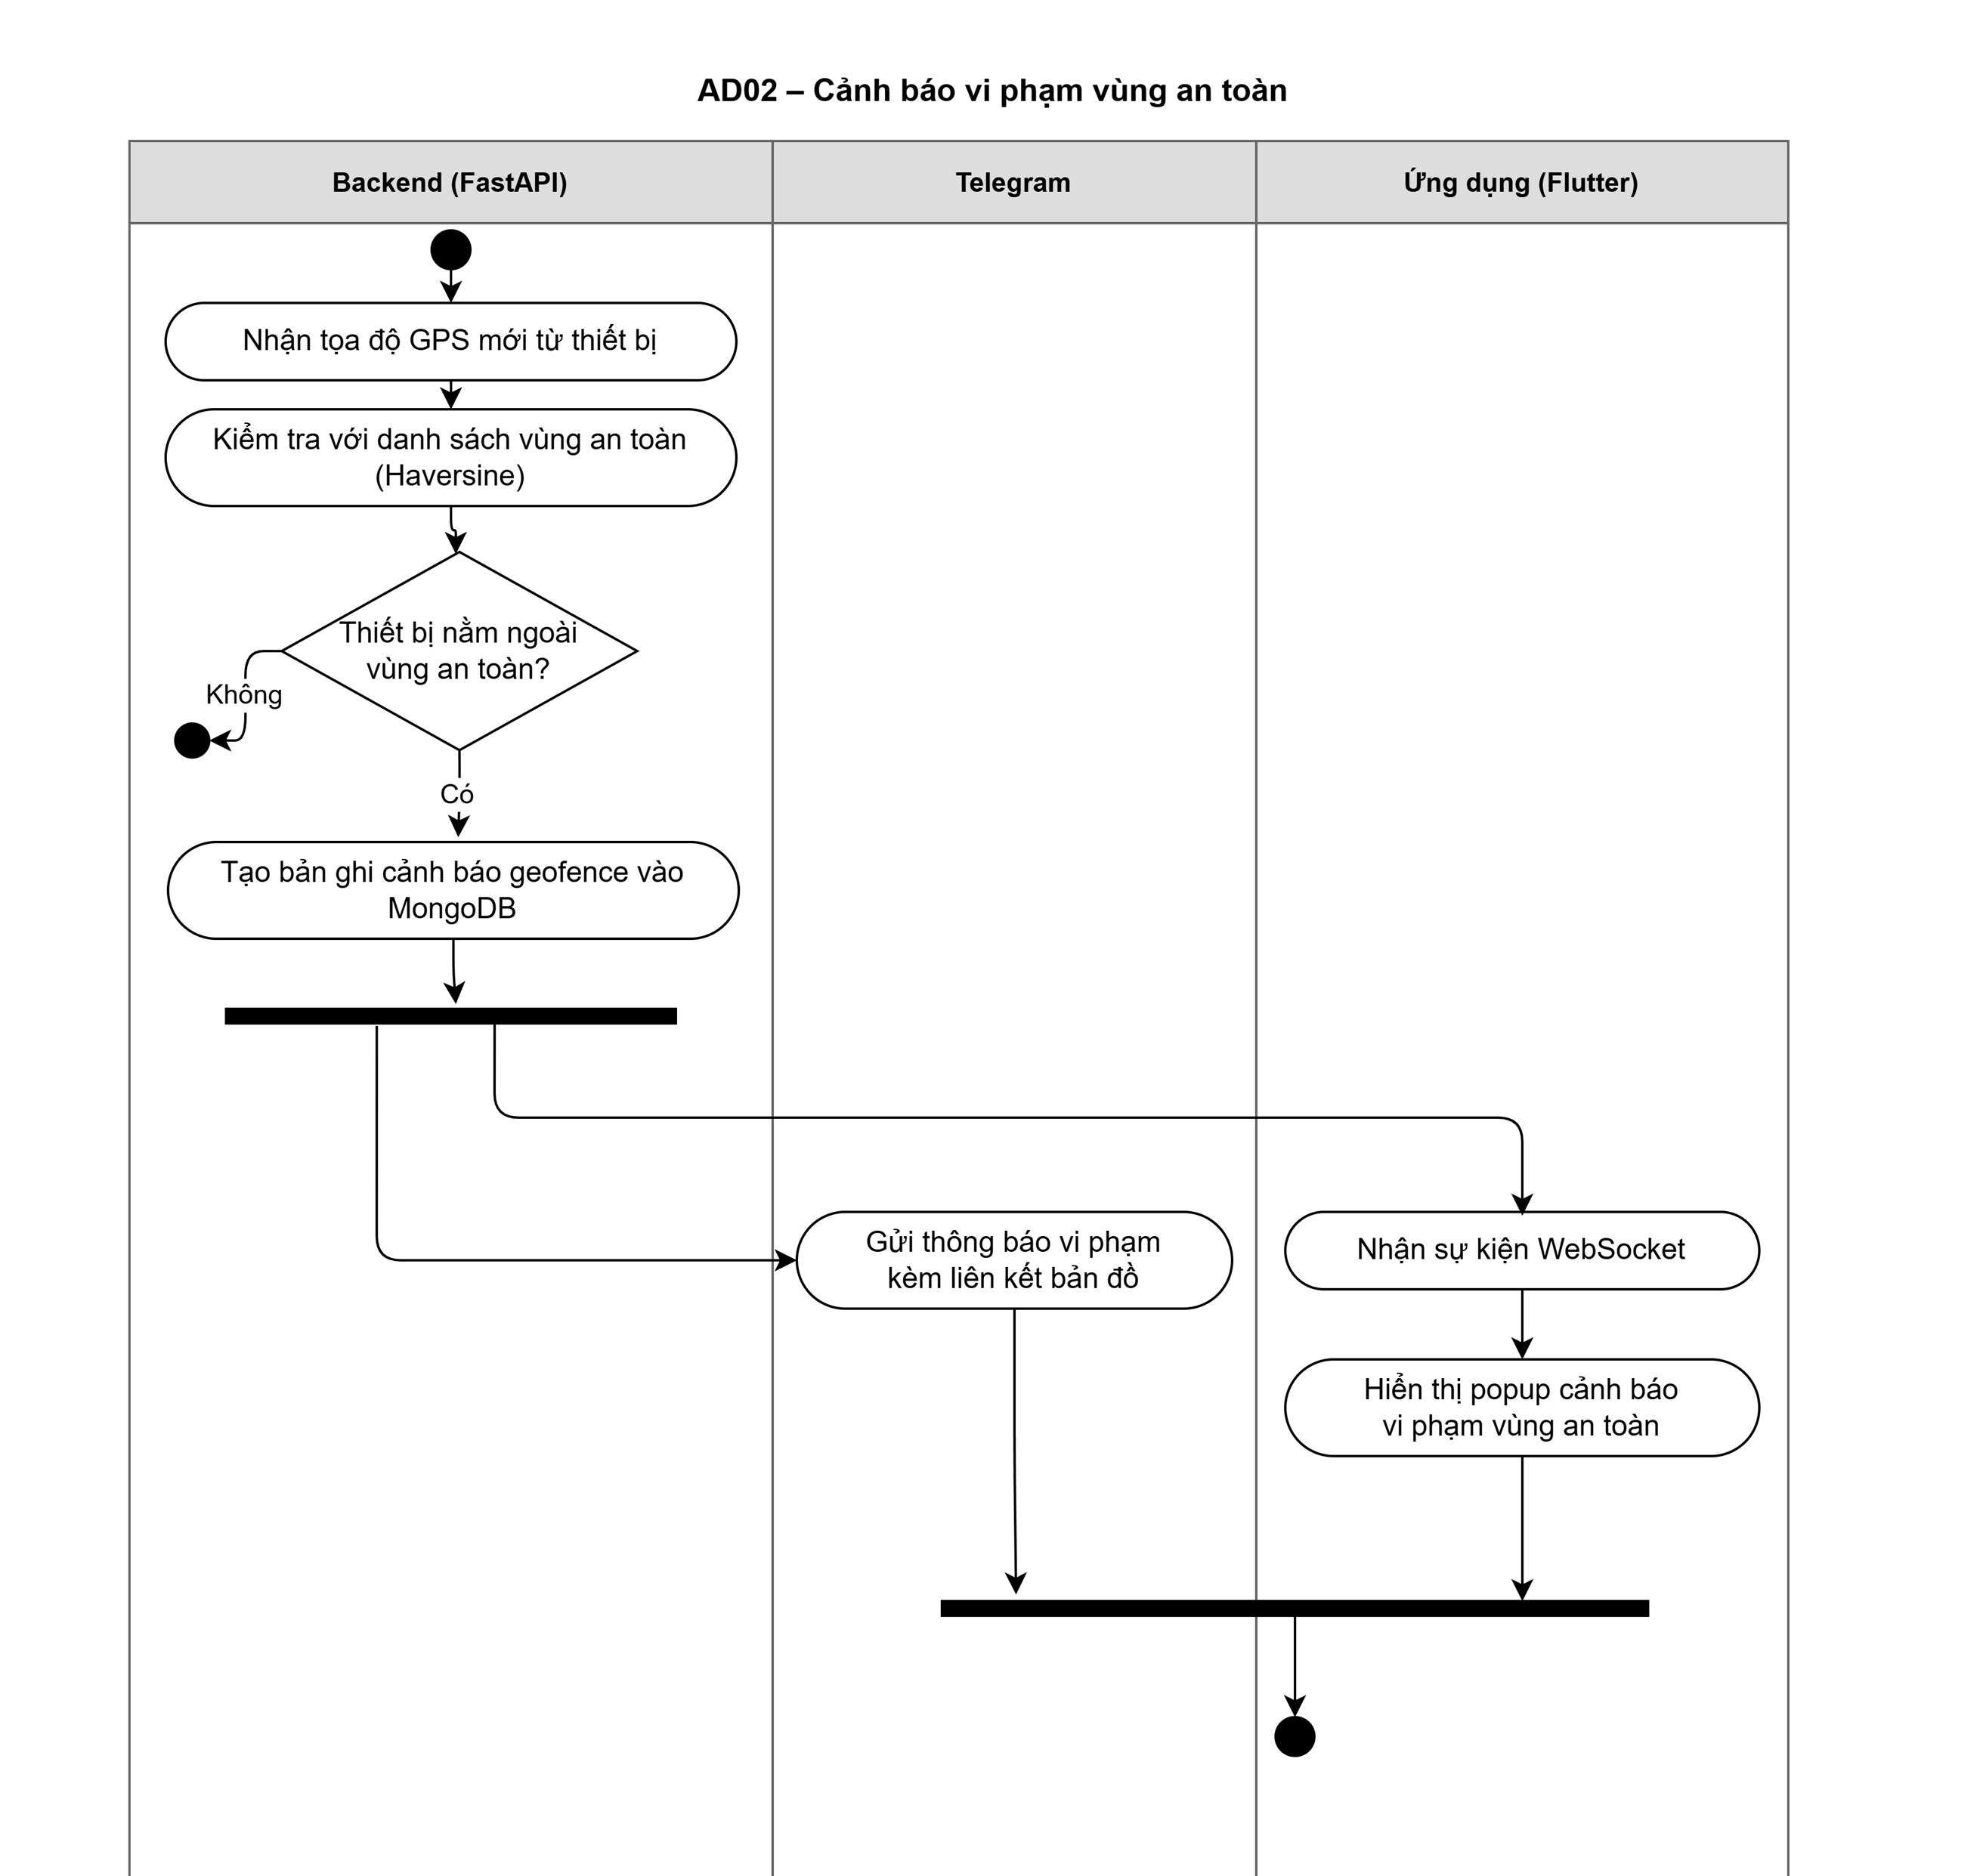 AD02 – Cảnh báo vi phạm vùng an toàn
Backend (FastAPI)
Telegram
Ứng dụng (Flutter)
Nhận tọa độ GPS mới từ thiết bị
Kiểm tra với danh sách vùng an toàn
(Haversine)
Thiết bị nằm ngoài
vùng an toàn?
Không
Có
Tạo bản ghi cảnh báo geofence vào
MongoDB
Gửi thông báo vi phạm
kèm liên kết bản đồ
Nhận sự kiện WebSocket
Hiển thị popup cảnh báo
vi phạm vùng an toàn